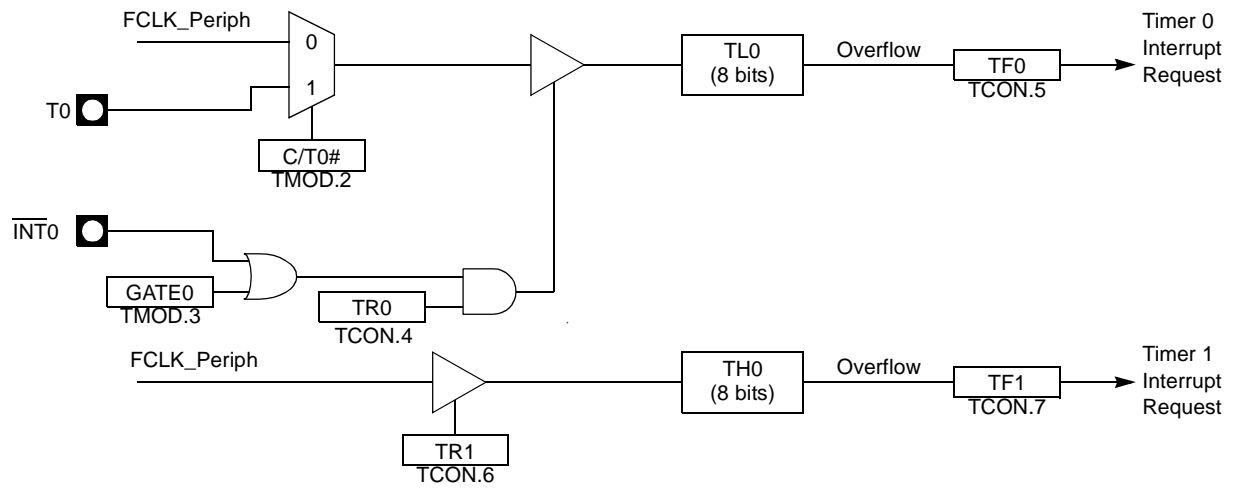 FCLK_Periph
0
1
T0
C/T0#
TMOD.2
TL0
(8 bits)
Overflow
TF0
TCON.5
Timer 0
Interrupt
Request
INT0
GATE0
TMOD.3
TR0
TCON.4
FCLK_Periph
TR1
TCON.6
TH0
(8 bits)
Overflow
TF1
TCON.7
Timer 1
Interrupt
Request